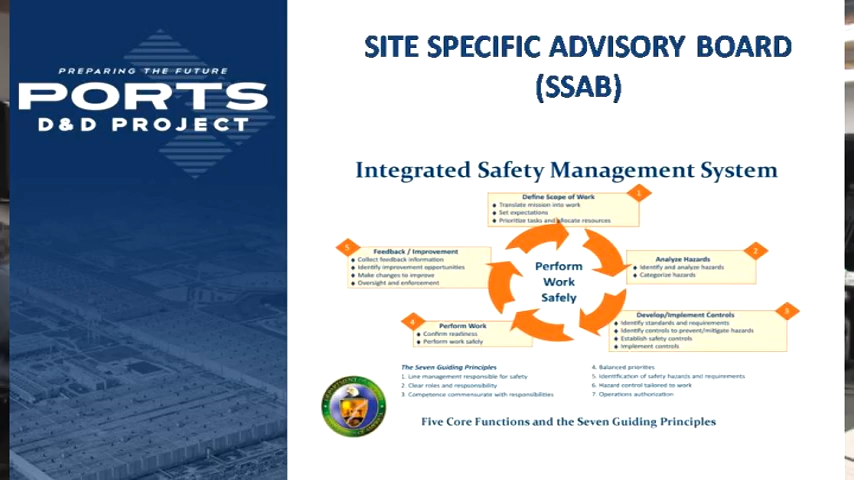 PREPARING THE FUTURE
PORTS
D&D PROJECT
SITE SPECIFIC ADVISORY BOARD
(SSAB)
Integrated Safety Management System
1
Define Scope of Work
Translate mission into work
Set expectations
Prioritize tasks and allocate resources
2
Analyze Hazards
Identify and analyze hazards
Categorize hazards
3
Develop/Implement Controls
Identify standards and requirements
Identify controls to prevent/mitigate hazards
Establish safety controls
Implement controls
4
Perform Work
Confirm readiness
Perform work safely
5
Feedback / Improvement
Collect feedback information
Identify improvement opportunities
Make changes to improve
Oversight and enforcement
Perform
Work
Safely
The Seven Guiding Principles
1. Line management responsible for safety
2 Clear roles and responsibility
3 Competence commensurate with responsibilities
4. Balanced priorities
5 Identification of safety hazards and requirements
6. Hazard control tailored to work
7 Operations authorization
Five Core Functions and the Seven Guiding Principles